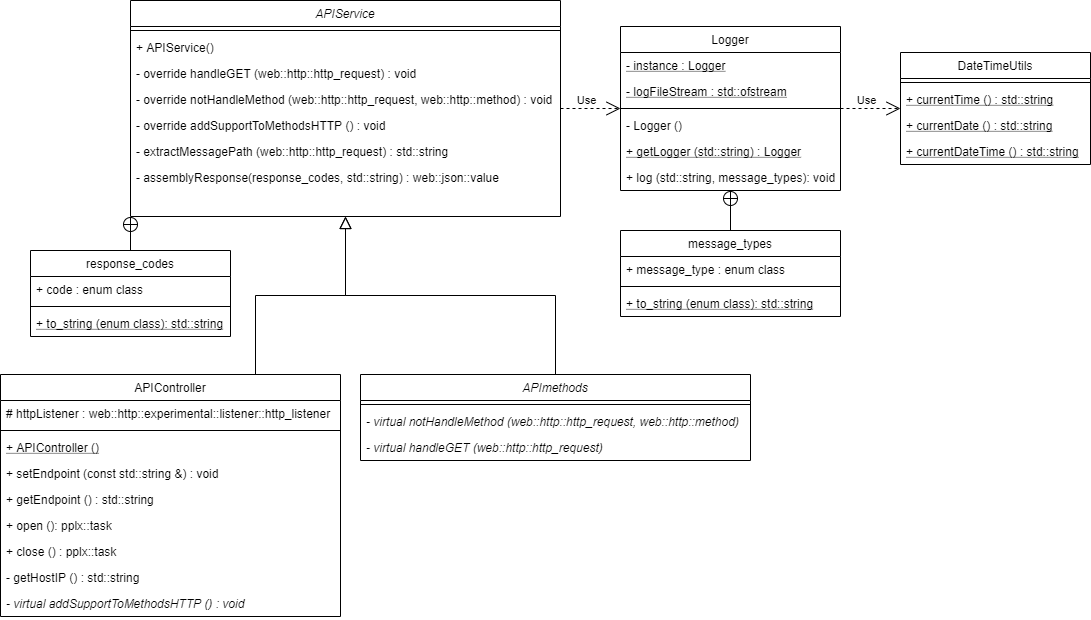 APIService
+ APIService()
- override handleGET (web::http::http_request) : void
- override notHandleMethod (web::http::http_request, web::http::method) : void
- override addSupportToMethodsHTTP () : void
- extractMessagePath (web::http::http_request) : std::string
- assemblyResponse(response_codes, std::string) : web::json::value
Use
Logger
- instance : Logger
- logFileStream : std::ofstream
- Logger ()
+ getLogger (std::string) : Logger
+ log (std::string, message_types): void
Use
DateTimeUtils
+ currentTime () : std::string
+ currentDate () : std::string
+ currentDateTime () : std::string
response_codes
+ code : enum class
+ to_string (enum class): std::string
message_types
+ message_type : enum class
+ to_string (enum class): std::string
APIController
# httpListener : web::http::experimental::listener::http_listener
+ APIController ()
+ setEndpoint (const std::string &) : void
+ getEndpoint () : std::string
+ open (): pplx::task
+ close () : pplx::task
- getHostIP () : std::string
- virtual addSupportToMethodsHTTP () : void
APImethods
- virtual notHandleMethod (web::http::http_request, web::http::method)
- virtual handleGET (web::http::http_request)